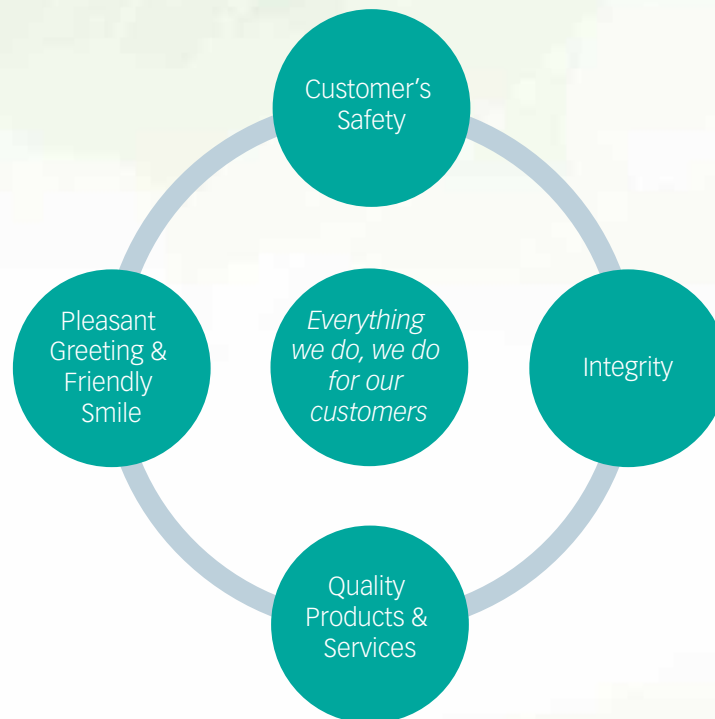 Customer’s
Safety
Pleasant
Greeting &
Friendly
Smile
Everything
we do, we do
for our
customers
Integrity
Quality
Products &
Services